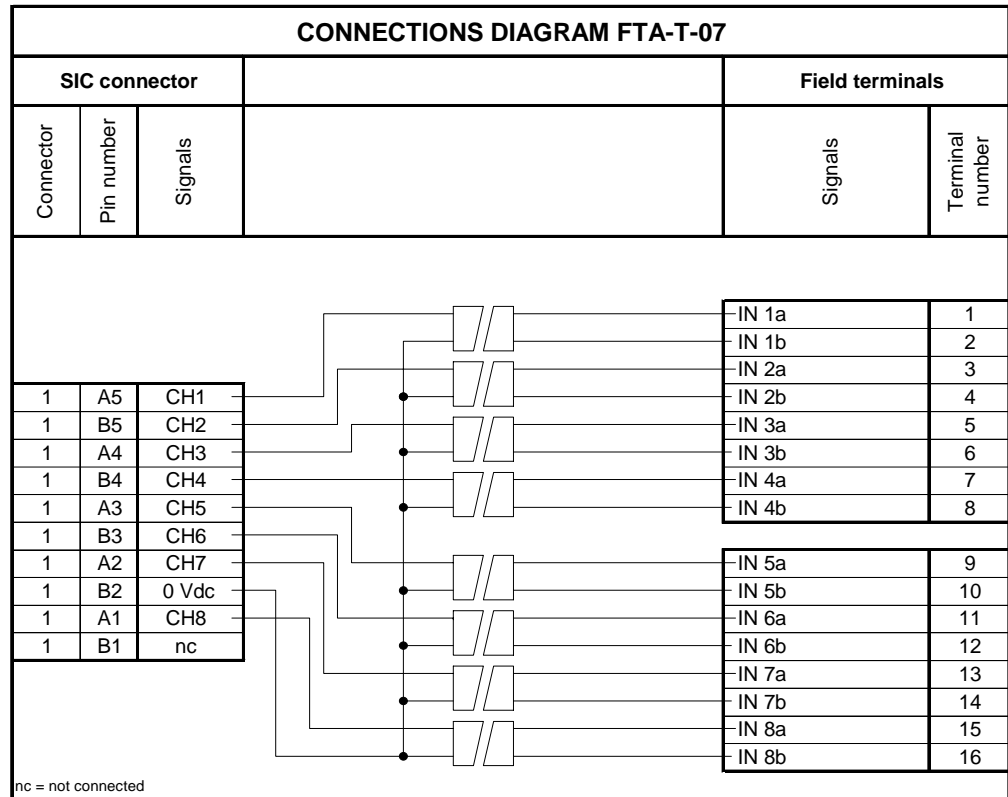 CONNECTIONS DIAGRAM FTA-T-07
SIC connector
Field terminals
Connector
Pin number
Signals
Signals
Terminal number
IN 1a 1
IN 1b 2
IN 2a 3
IN 2b 4
IN 3a 5
IN 3b 6
IN 4a 7
IN 4b 8
1 A5 CH1
1 B5 CH2
1 A4 CH3
1 B4 CH4
1 A3 CH5
1 B3 CH6
1 A2 CH7
1 B2 0 Vdc
1 A1 CH8
1 B1 nc
IN 5a 9
IN 5b 10
IN 6a 11
IN 6b 12
IN 7a 13
IN 7b 14
IN 8a 15
IN 8b 16
nc = not connected